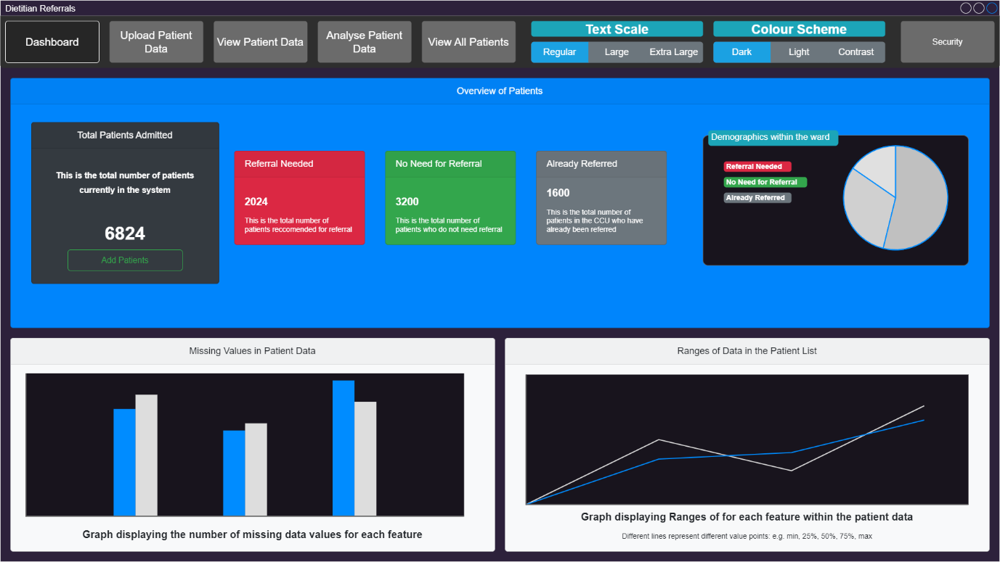 Dietitian Referrals
Dashboard
Upload Patient
Data
View Patient Data
Analyse Patient
Data
View All Patients
Text Scale
Regular
Large
Extra Large
Colour Scheme
Dark
Light
Contrast
Security
Overview of Patients
Total Patients Admitted
This is the total number of patients
currently in the system
6824
Add Patients
Referral Needed
2024
This is the total number of
patients reccomended for referral
No Need for Referral
3200
This is the total number of
patients who do not need referral
Already Referred
1600
This is the total number of
patients in the CCU who have
already been referred
Demographics within the ward
Referral Needed
No Need for Referral
Already Referred
Missing Values in Patient Data
Graph displaying the number of missing data values for each feature
Ranges of Data in the Patient List
Graph displaying Ranges of for each feature within the patient data
Different lines represent different value points: e.g. min, 25%, 50%, 75%, max